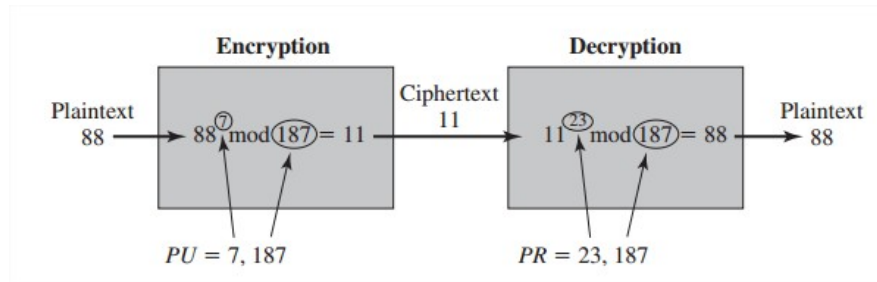 Encryption
Decryption
Plaintext
88
88^7 mod 187 = 11
Ciphertext
11
11^23 mod 187 = 88
Plaintext
88
PU = 7, 187
PR = 23, 187